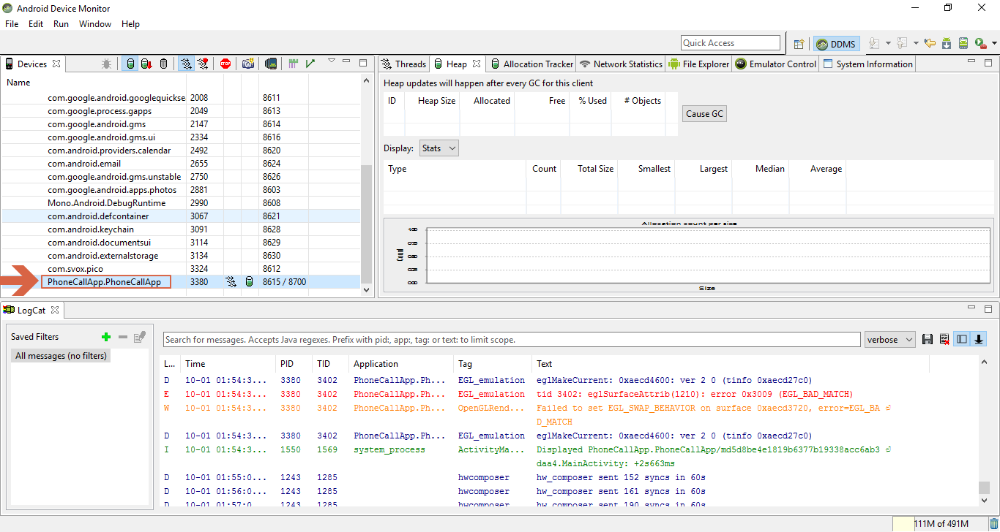 Android Device Monitor
File Edit Run Window Help
Quick Access
DDMS
Devices
Name
com.google.android.googlequickse 2008 8611
com.google.process.gapps 2049 8613
com.google.android.gms 2147 8614
com.google.android.gms.ui 2334 8616
com.android.providers.calendar 2492 8620
com.android.email 2655 8624
com.google.android.gms.unstable 2750 8626
com.google.android.apps.photos 2881 8603
Mono.Android.DebugRuntime 2990 8608
com.android.defcontainer 3067 8621
com.android.keychain 3091 8628
com.android.documentsui 3114 8629
com.android.externalstorage 3134 8630
com.svox.pico 3324 8612
PhoneCallApp.PhoneCallApp 3380 8615 / 8700
Threads Heap Allocation Tracker Network Statistics File Explorer Emulator Control System Information
Heap updates will happen after every GC for this client
ID Heap Size Allocated Free % Used # Objects
Cause GC
Display: Stats
Type Count Total Size Smallest Largest Median Average
Allocation count per size
1.00
0.75
0.50
0.25
0.00
Count
Size
LogCat
Saved Filters
All messages (no filters)
Search for messages. Accepts Java regexes. Prefix with pid:, app:, tag: or text: to limit scope.
verbose
L... Time PID TID Application Tag Text
D 10-01 01:54:3... 3380 3402 PhoneCallApp.Ph... EGL_emulation eglMakeCurrent: 0xaecd4600: ver 2 0 (tinfo 0xaecd27c0)
E 10-01 01:54:3... 3380 3402 PhoneCallApp.Ph... EGL_emulation tid 3402: eglSurfaceAttrib(1210): error 0x3009 (EGL_BAD_MATCH)
W 10-01 01:54:3... 3380 3402 PhoneCallApp.Ph... OpenGLRend... Failed to set EGL_SWAP_BEHAVIOR on surface 0xaecd3720, error=EGL_BA
D_MATCH
D 10-01 01:54:3... 3380 3402 PhoneCallApp.Ph... EGL_emulation eglMakeCurrent: 0xaecd4600: ver 2 0 (tinfo 0xaecd27c0)
I 10-01 01:54:3... 1550 1569 system_process ActivityMa... Displayed PhoneCallApp.PhoneCallApp/md5d8be4e1819b6377b19338acc6ab3
daa4.MainActivity: +2s663ms
D 10-01 01:55:0... 1243 1285 hwcomposer hw_composer sent 152 syncs in 60s
D 10-01 01:56:0... 1243 1285 hwcomposer hw_composer sent 161 syncs in 60s
D 10-01 01:57:0 1243 1285 hwcomposer hw_composer sent 190 syncs in 60s
111M of 491M